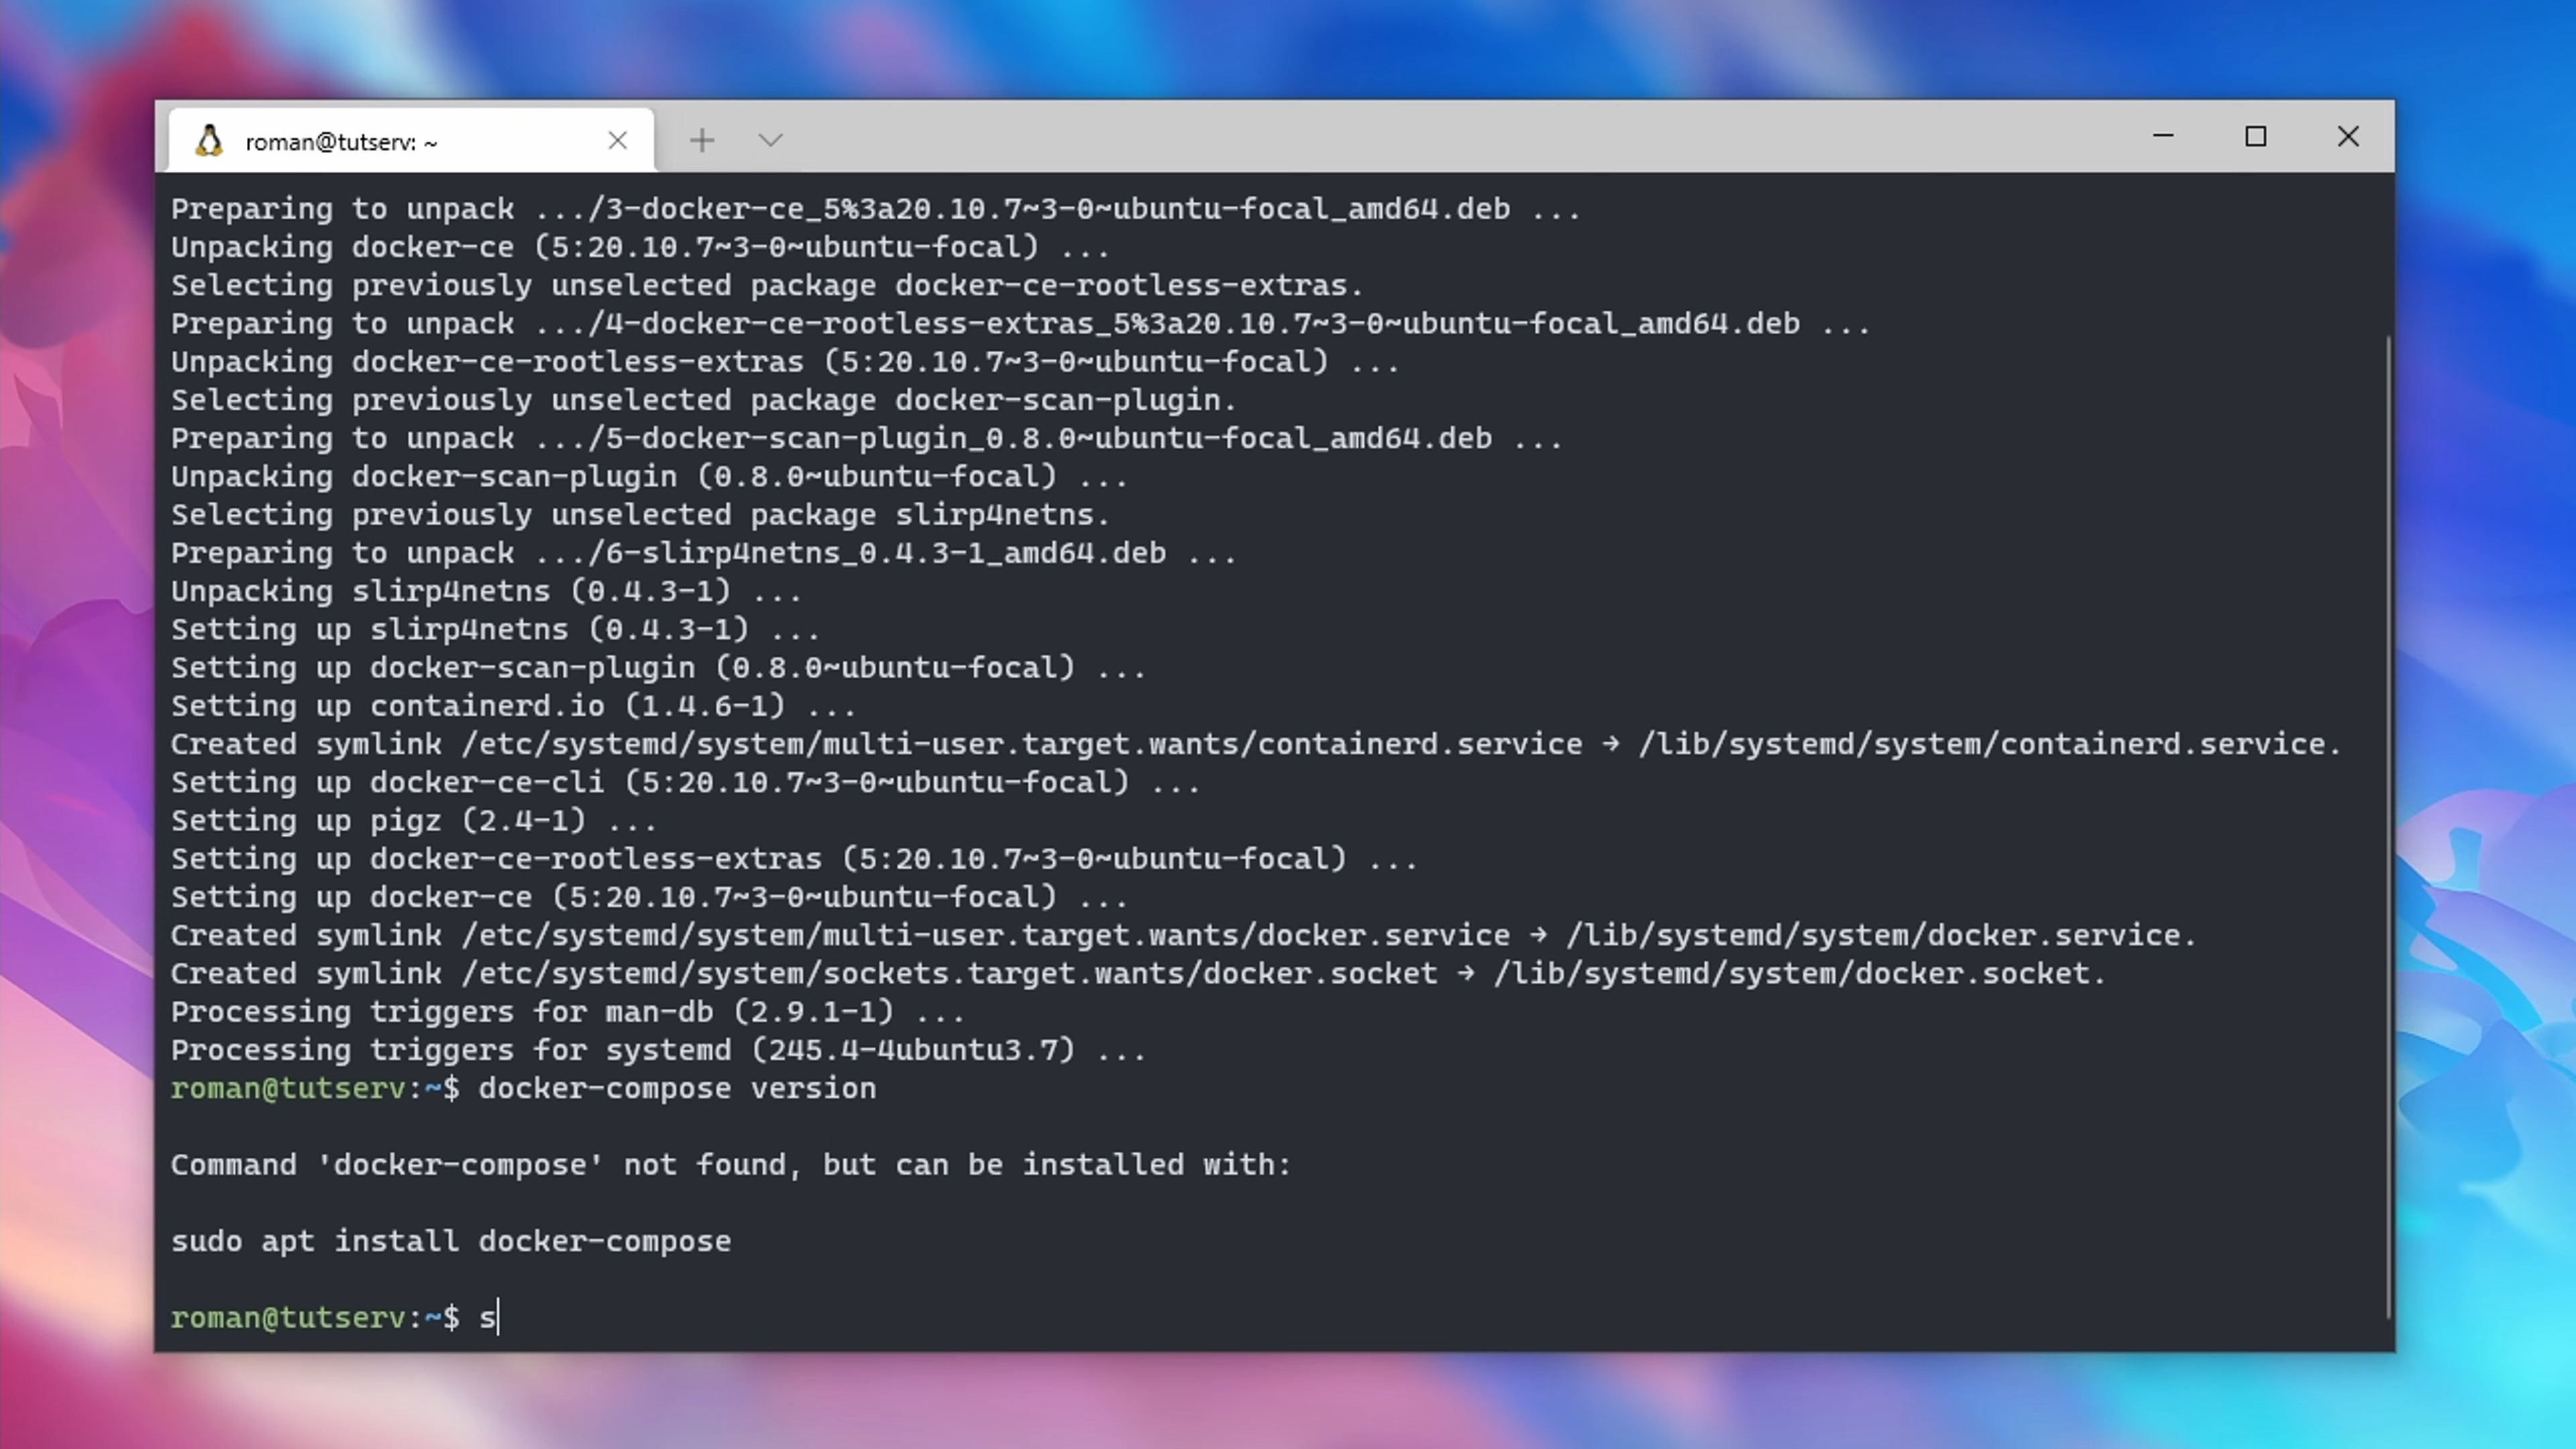 roman@tutserv: ~
Preparing to unpack .../3-docker-ce_5%3a20.10.7~3-0~ubuntu-focal_amd64.deb ...
Unpacking docker-ce (5:20.10.7~3-0~ubuntu-focal) ...
Selecting previously unselected package docker-ce-rootless-extras.
Preparing to unpack .../4-docker-ce-rootless-extras_5%3a20.10.7~3-0~ubuntu-focal_amd64.deb ...
Unpacking docker-ce-rootless-extras (5:20.10.7~3-0~ubuntu-focal) ...
Selecting previously unselected package docker-scan-plugin.
Preparing to unpack .../5-docker-scan-plugin_0.8.0~ubuntu-focal_amd64.deb ...
Unpacking docker-scan-plugin (0.8.0~ubuntu-focal) ...
Selecting previously unselected package slirp4netns.
Preparing to unpack .../6-slirp4netns_0.4.3-1_amd64.deb ...
Unpacking slirp4netns (0.4.3-1) ...
Setting up slirp4netns (0.4.3-1) ...
Setting up docker-scan-plugin (0.8.0~ubuntu-focal) ...
Setting up containerd.io (1.4.6-1) ...
Created symlink /etc/systemd/system/multi-user.target.wants/containerd.service → /lib/systemd/system/containerd.service.
Setting up docker-ce-cli (5:20.10.7~3-0~ubuntu-focal) ...
Setting up pigz (2.4-1) ...
Setting up docker-ce-rootless-extras (5:20.10.7~3-0~ubuntu-focal) ...
Setting up docker-ce (5:20.10.7~3-0~ubuntu-focal) ...
Created symlink /etc/systemd/system/multi-user.target.wants/docker.service → /lib/systemd/system/docker.service.
Created symlink /etc/systemd/system/sockets.target.wants/docker.socket → /lib/systemd/system/docker.socket.
Processing triggers for man-db (2.9.1-1) ...
Processing triggers for systemd (245.4-4ubuntu3.7) ...
roman@tutserv:~$ docker-compose version
Command 'docker-compose' not found, but can be installed with:
sudo apt install docker-compose
roman@tutserv:~$ s